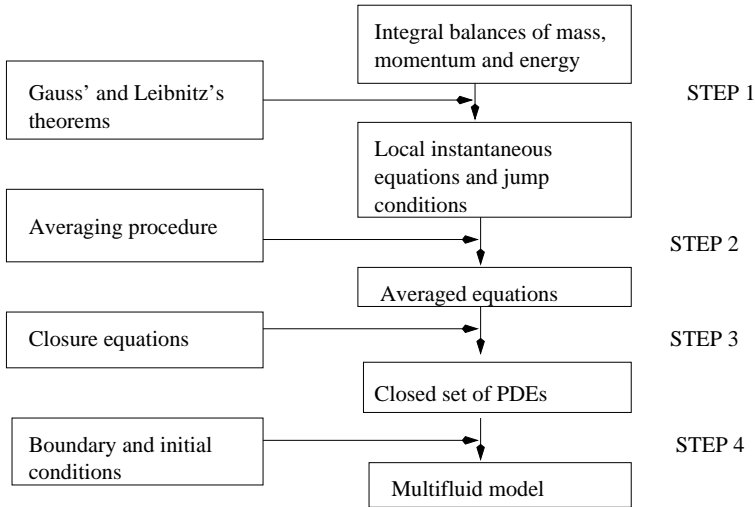 Integral balances of mass,
momentum and energy
Gauss' and Leibnitz's
theorems
STEP 1
Local instantaneous
equations and jump
conditions
Averaging procedure
STEP 2
Averaged equations
Closure equations
STEP 3
Closed set of PDEs
Boundary and initial
conditions
STEP 4
Multifluid model